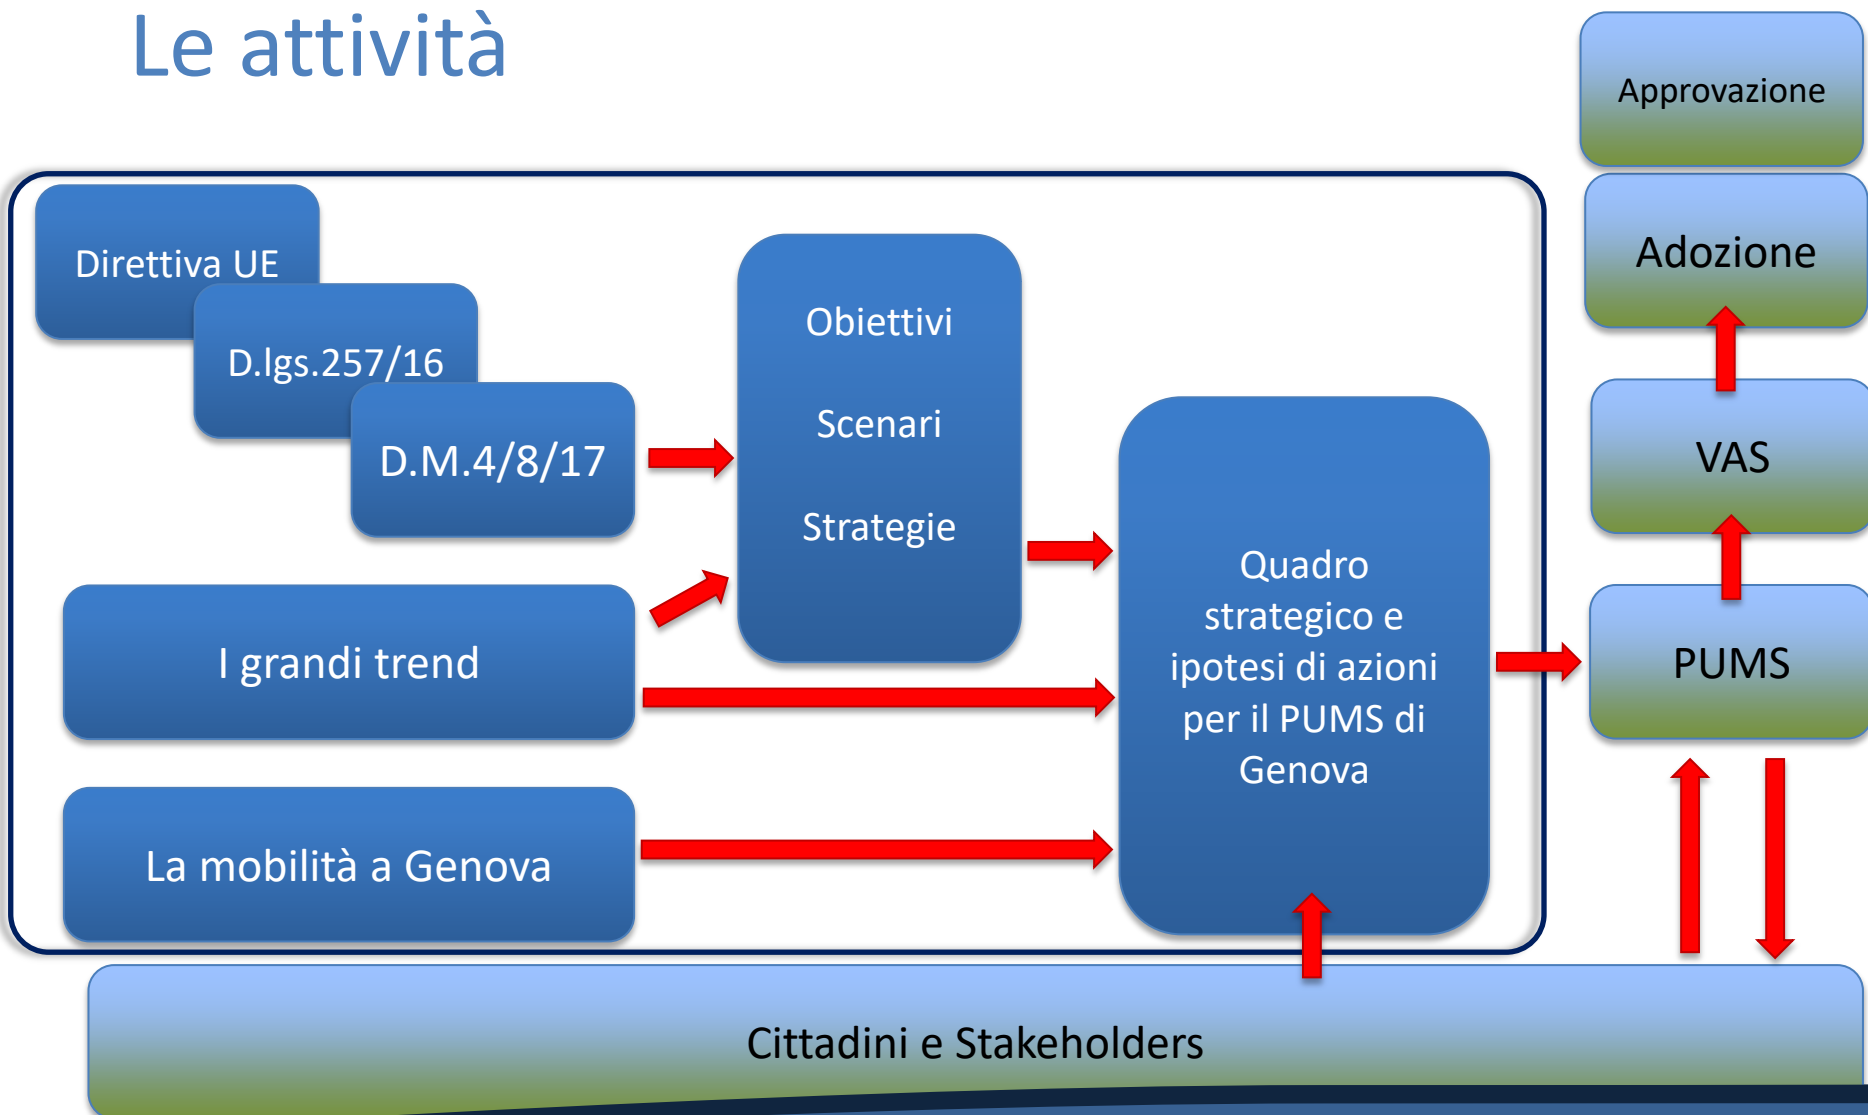 Le attività
Approvazione
Adozione
VAS
PUMS
Direttiva UE
D.lgs.257/16
D.M.4/8/17
I grandi trend
La mobilità a Genova
Obiettivi
Scenari
Strategie
Quadro
strategico e
ipotesi di azioni
per il PUMS di
Genova
Cittadini e Stakeholders